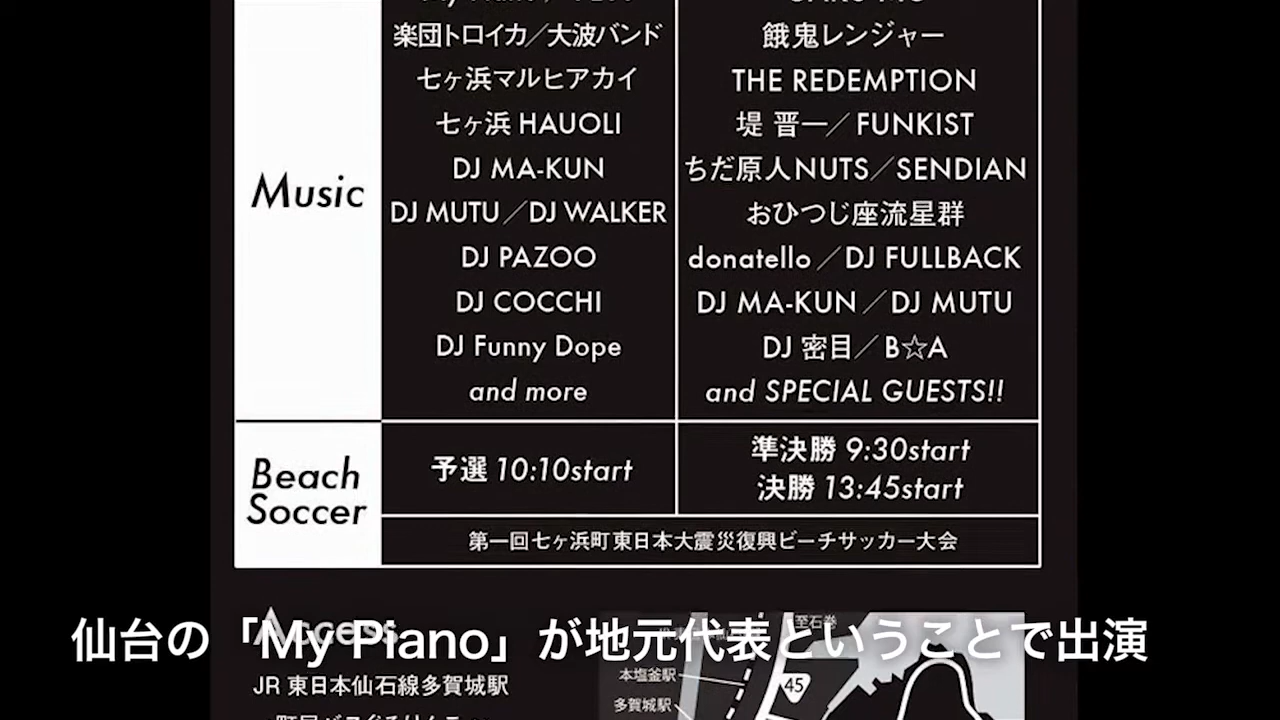 Music
楽団トロイカ／大波バンド
七ヶ浜マルヒアカイ
七ヶ浜 HAUOLI
DJ MA-KUN
DJ MUTU／DJ WALKER
DJ PAZOO
DJ COCCHI
DJ Funny Dope
and more
餓鬼レンジャー
THE REDEMPTION
堤 晋一／FUNKIST
ちだ原人NUTS／SENDIAN
おひつじ座流星群
donatello／DJ FULLBACK
DJ MA-KUN／DJ MUTU
DJ 密目／B☆A
and SPECIAL GUESTS!!
Beach
Soccer
予選 10:10start
準決勝 9:30start
決勝 13:45start
第一回七ヶ浜町東日本大震災復興ビーチサッカー大会
Access
仙台の「My Piano」が地元代表ということで出演
JR 東日本仙石線多賀城駅
至石巻
本塩釜駅
45
多賀城駅